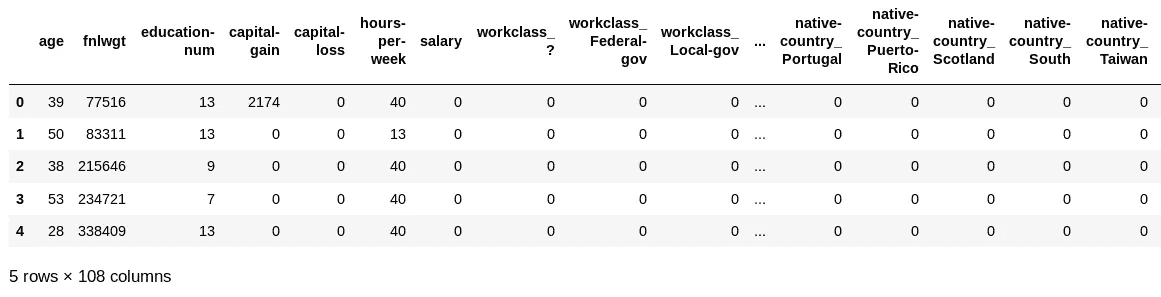 age fnlwgt education-num capital-gain capital-loss hours-per-week salary workclass_? workclass_Federal-gov workclass_Local-gov ... native-country_Portugal native-country_Puerto-Rico native-country_Scotland native-country_South native-country_Taiwan
0 39 77516 13 2174 0 40 0 0 0 0 ... 0 0 0 0 0
1 50 83311 13 0 0 13 0 0 0 0 ... 0 0 0 0 0
2 38 215646 9 0 0 40 0 0 0 0 ... 0 0 0 0 0
3 53 234721 7 0 0 40 0 0 0 0 ... 0 0 0 0 0
4 28 338409 13 0 0 40 0 0 0 0 ... 0 0 0 0 0
5 rows × 108 columns